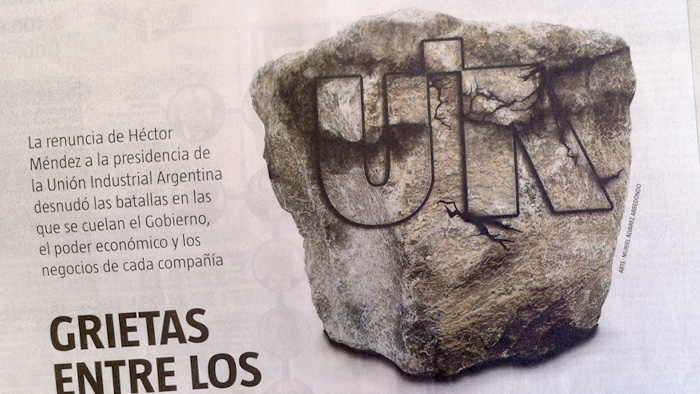 La renuncia de Héctor
Méndez a la presidencia de
la Unión Industrial Argentina
desnudó las batallas en las
que se cuelan el Gobierno,
el poder económico y los
negocios de cada compañía
GRIETAS
ENTRE LOS
UIA
ARTE: MURIEL ALVAREZ ARREDONDO